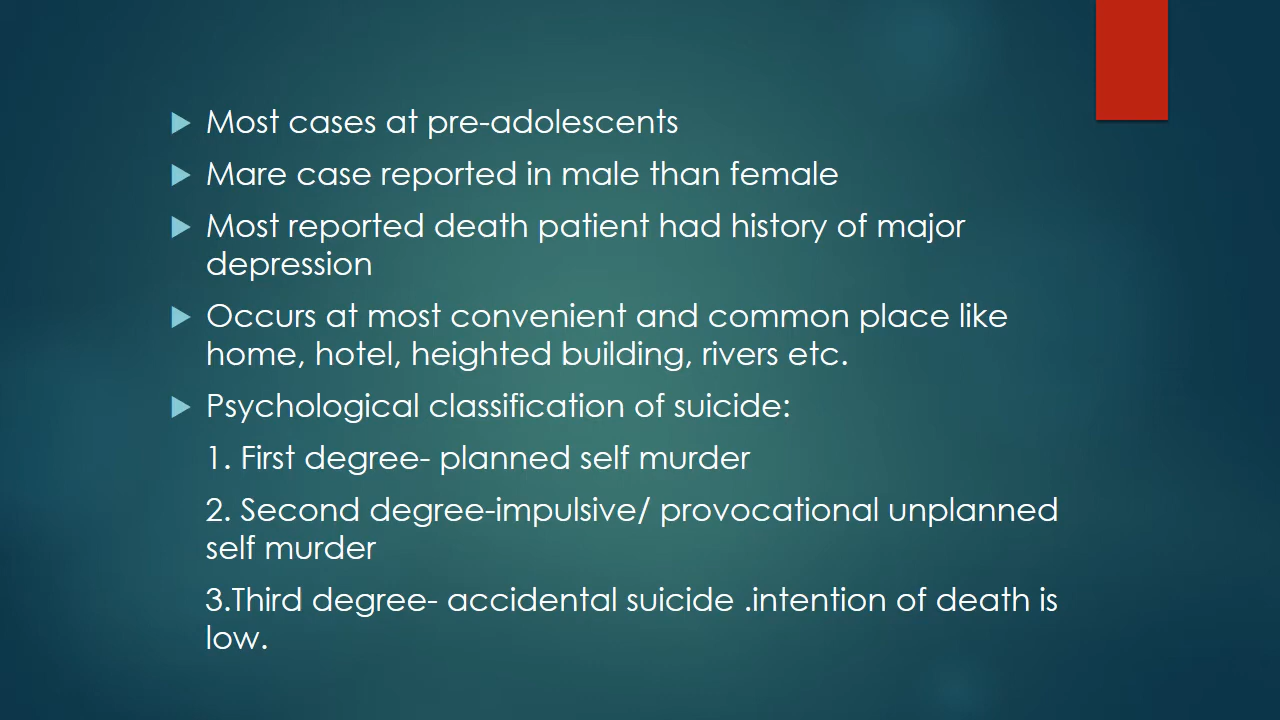 Most cases at pre-adolescents
Mare case reported in male than female
Most reported death patient had history of major
depression
Occurs at most convenient and common place like
home, hotel, heighted building, rivers etc.
Psychological classification of suicide:
1. First degree- planned self murder
2. Second degree-impulsive/ provocational unplanned
self murder
3.Third degree- accidental suicide .intention of death is
low.